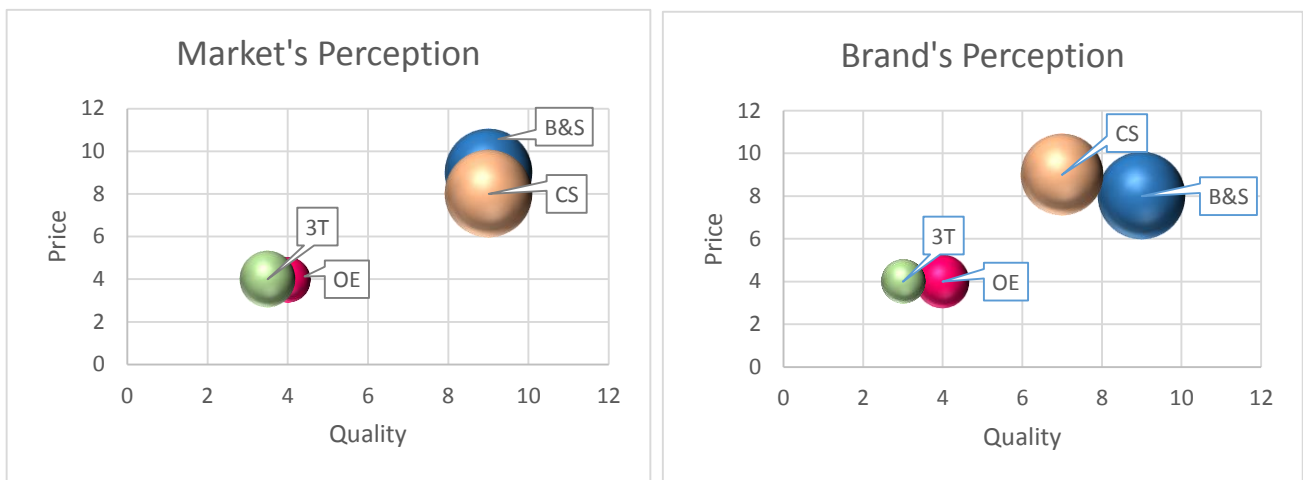 Market's Perception
12
10
8
6
4
2
0
0 2 4 6 8 10 12
Price
Quality
B&S
CS
3T
OE
Brand's Perception
12
10
8
6
4
2
0
0 2 4 6 8 10 12
Price
Quality
CS
B&S
3T
OE